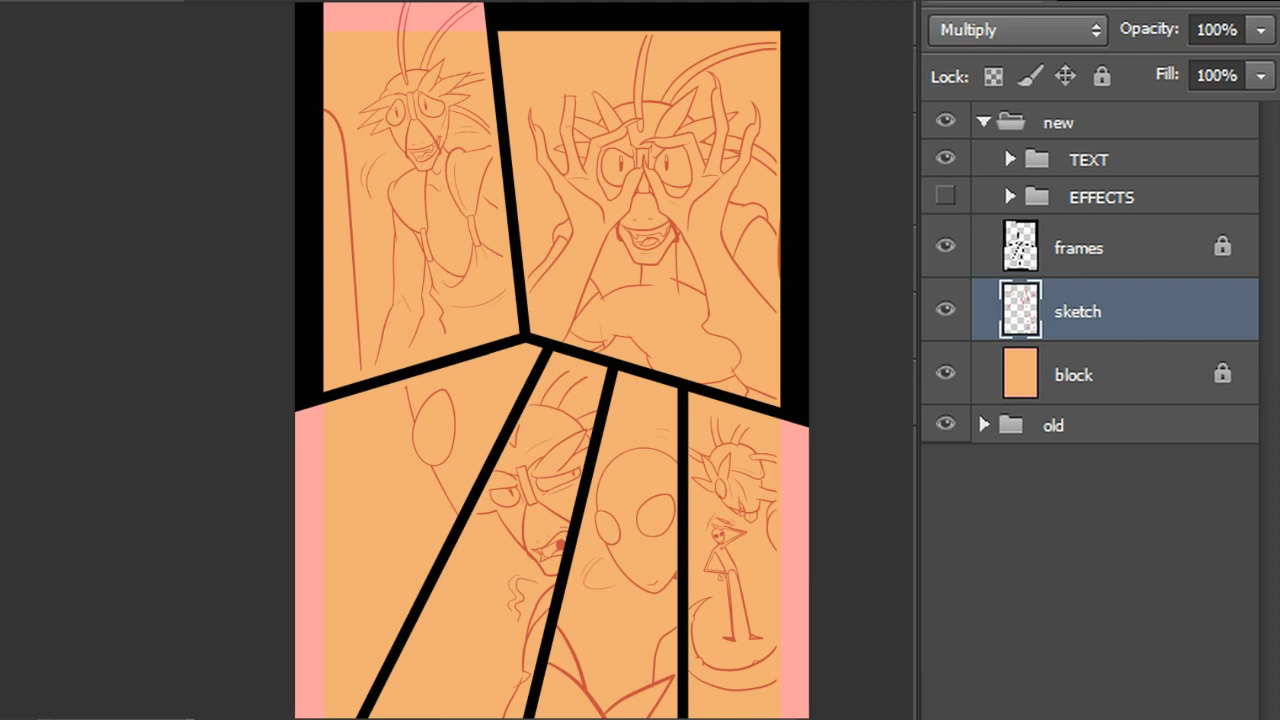 Multiply Opacity: 100%
Lock: Fill: 100%
new
TEXT
EFFECTS
frames
sketch
block
old